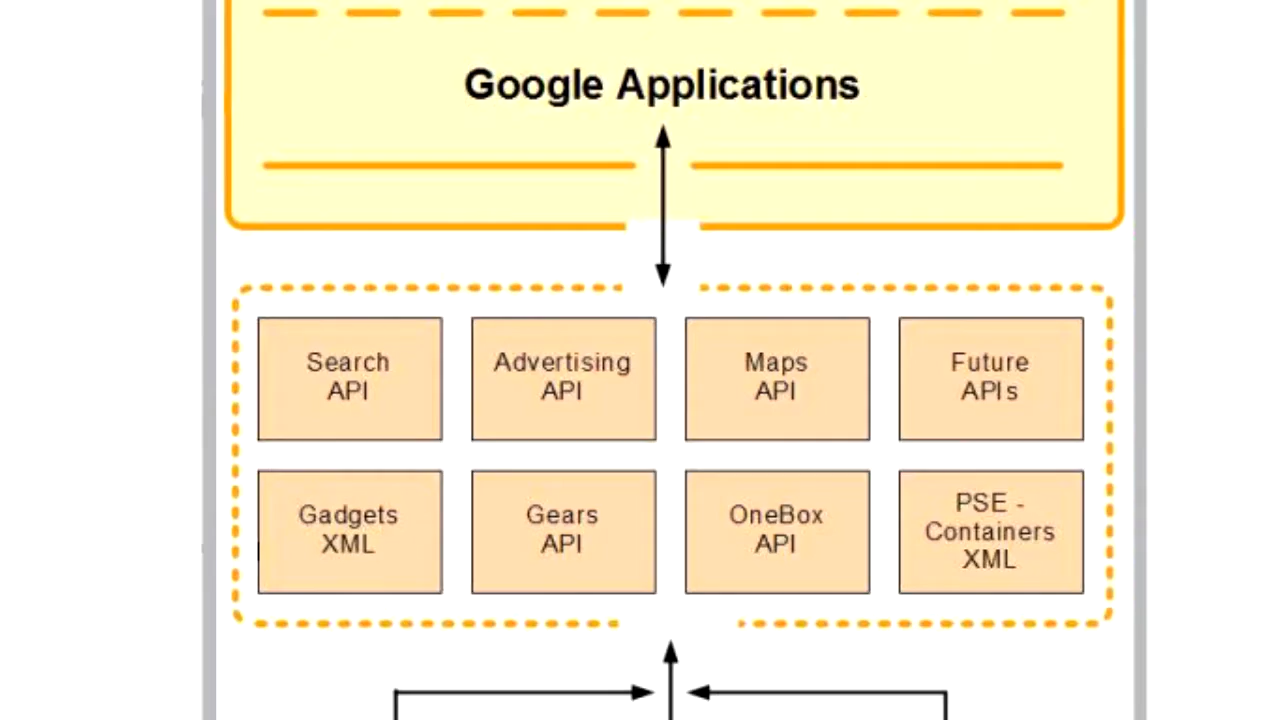 Google Applications
Search
API
Advertising
API
Maps
API
Future
APIs
Gadgets
XML
Gears
API
OneBox
API
PSE -
Containers
XML